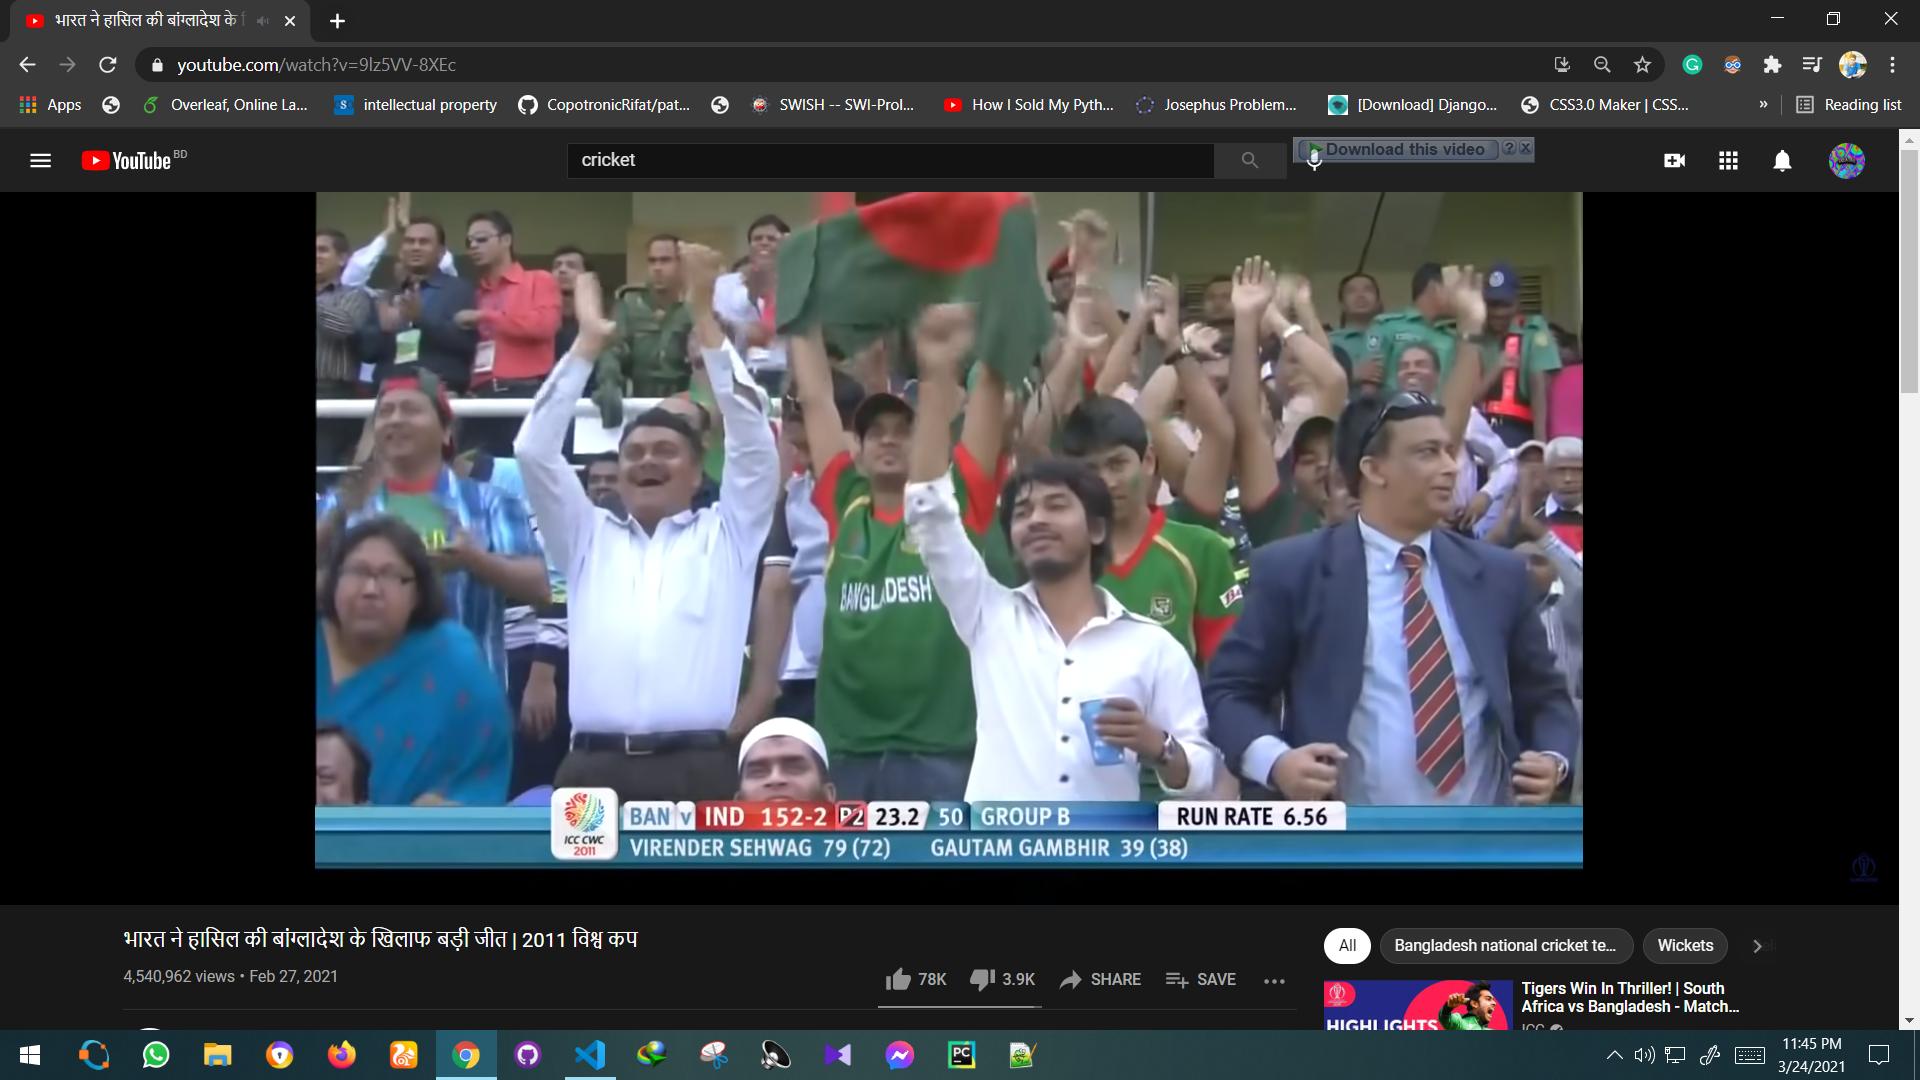 भारत ने हासिल की बांग्लादेश के
youtube.com/watch?v=9lz5VV-8XEc
Apps
Overleaf, Online La...
intellectual property
CopotronicRifat/pat...
SWISH -- SWI-Prol...
How I Sold My Pyth...
Josephus Problem...
[Download] Django...
CSS3.0 Maker | CSS...
»
Reading list
YouTube BD
cricket
Download this video
BANGLADESH
ICC CWC
2011
BAN v IND 152-2 P2 23.2 50 GROUP B RUN RATE 6.56
VIRENDER SEHWAG 79 (72) GAUTAM GAMBHIR 39 (38)
भारत ने हासिल की बांग्लादेश के खिलाफ बड़ी जीत | 2011 विश्व कप
4,540,962 views • Feb 27, 2021
78K
3.9K
SHARE
SAVE
All
Bangladesh national cricket te...
Wickets
HIGHLIGHTS
Tigers Win In Thriller! | South
Africa vs Bangladesh - Match...
ICC
PC
11:45 PM
3/24/2021